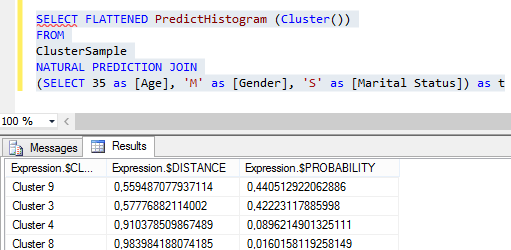 SELECT FLATTENED PredictHistogram (Cluster())
FROM
ClusterSample
NATURAL PREDICTION JOIN
(SELECT 35 as [Age], 'M' as [Gender], 'S' as [Marital Status]) as t
100 %
Messages Results
Expression.$CL... Expression.$DISTANCE Expression.$PROBABILITY
Cluster 9 0,559487077937114 0,440512922062886
Cluster 3 0,57776882114002 0,42223117885998
Cluster 4 0,910378509867489 0,0896214901325111
Cluster 8 0,983984188074185 0,0160158119258149